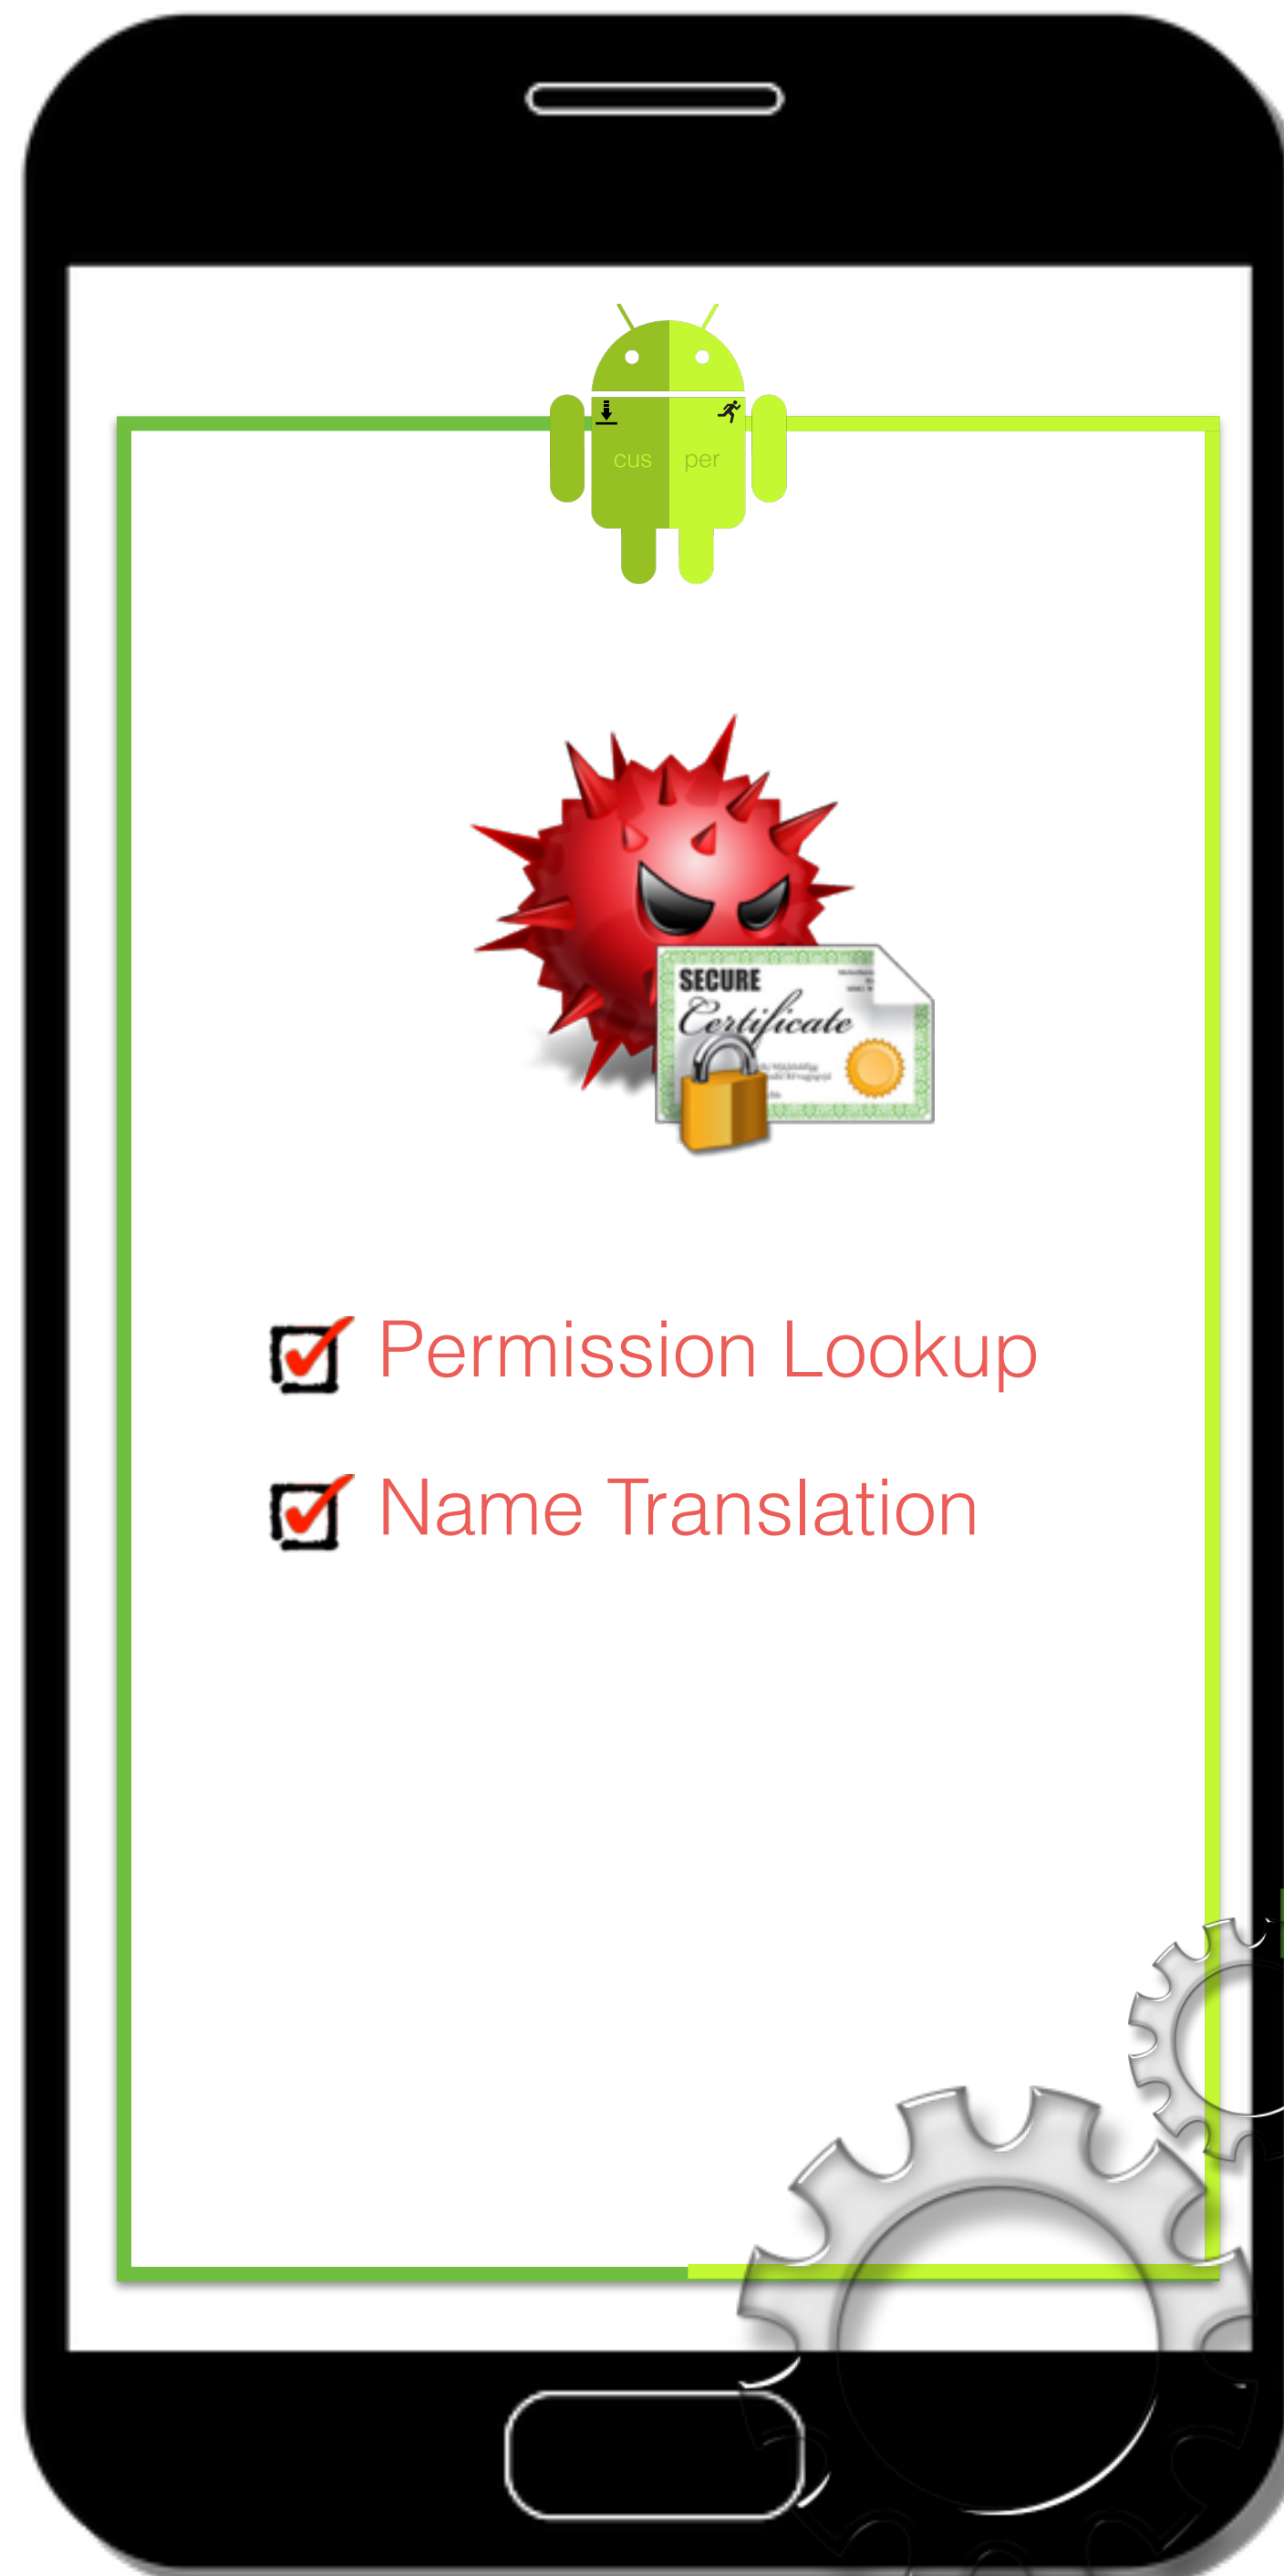 cus per
SECURE
Certificate
Permission Lookup
Name Translation